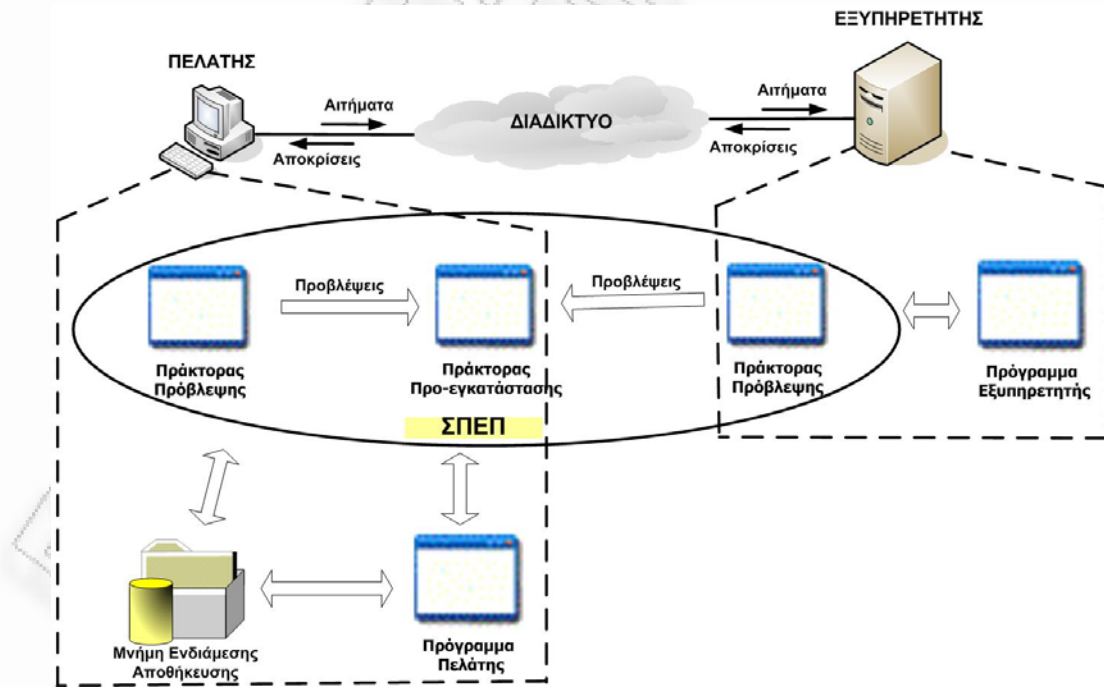 ΕΞΥΠΗΡΕΤΗΤΗΣ
ΠΕΛΑΤΗΣ
Αιτήματα
Αποκρίσεις
ΔΙΑΔΙΚΤΥΟ
Αιτήματα
Αποκρίσεις
Προβλέψεις
Προβλέψεις
Πράκτορας
Πρόβλεψης
Πράκτορας
Προ-εγκατάστασης
Πράκτορας
Πρόβλεψης
Πρόγραμμα
Εξυπηρετητής
ΣΠΕΠ
Μνήμη Ενδιάμεσης
Αποθήκευσης
Πρόγραμμα
Πελάτης